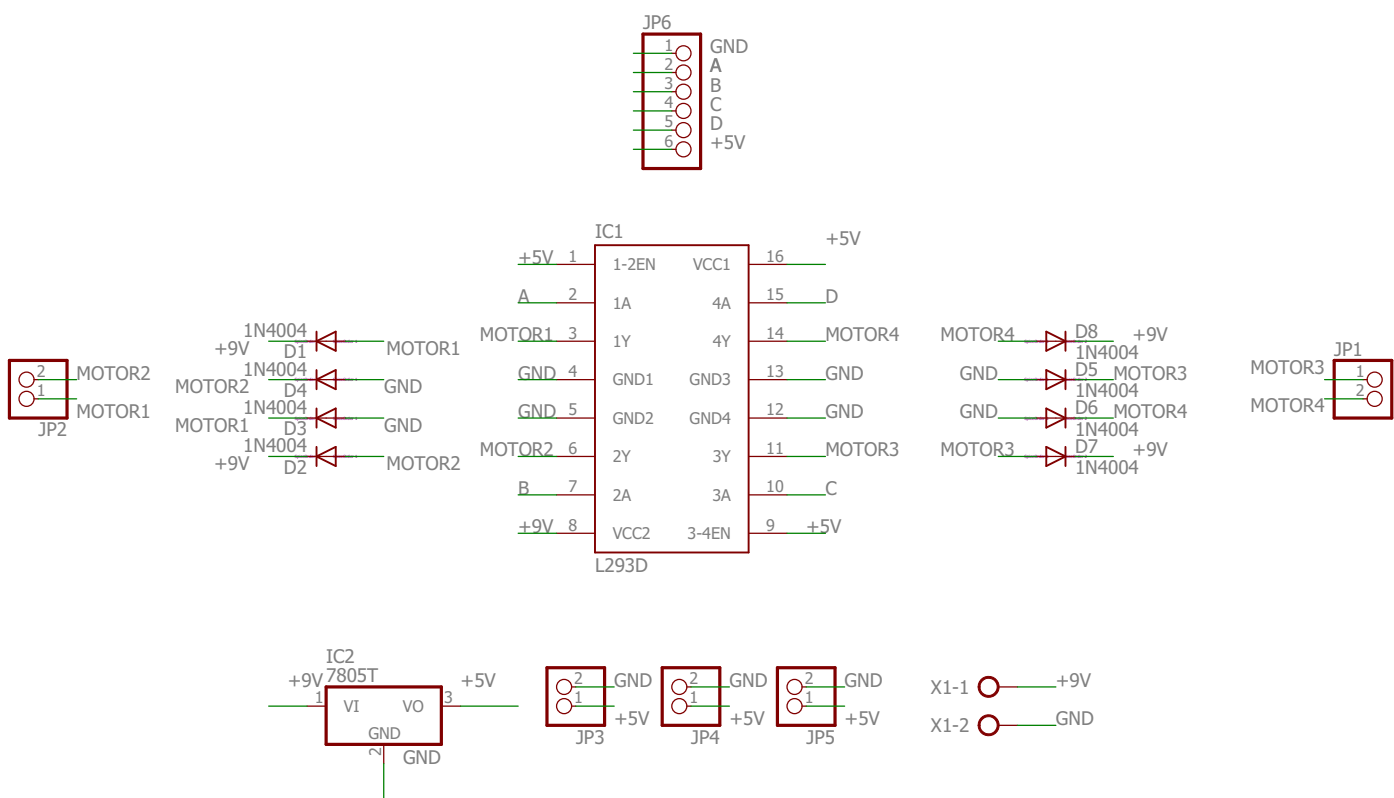 JP6
1 GND
2 A
3 B
4 C
5 D
6 +5V
IC1
+5V 1 1-2EN VCC1 16 +5V
A 2 1A 4A 15 D
MOTOR1 3 1Y 4Y 14 MOTOR4
GND 4 GND1 GND3 13 GND
GND 5 GND2 GND4 12 GND
MOTOR2 6 2Y 3Y 11 MOTOR3
B 7 2A 3A 10 C
+9V 8 VCC2 3-4EN 9 +5V
L293D
2 MOTOR2
1 MOTOR1
JP2
1N4004
+9V D1 MOTOR1
1N4004
MOTOR2 D4 GND
1N4004
MOTOR1 D3 GND
1N4004
+9V D2 MOTOR2
MOTOR4 D8 +9V
1N4004
GND D5 MOTOR3
1N4004
GND D6 MOTOR4
1N4004
MOTOR3 D7 +9V
1N4004
JP1
MOTOR3 1
MOTOR4 2
IC2
7805T
+9V 1 VI VO 3 +5V
GND
2 GND
2 GND
1 +5V
JP3
2 GND
1 +5V
JP4
2 GND
1 +5V
JP5
X1-1 +9V
X1-2 GND